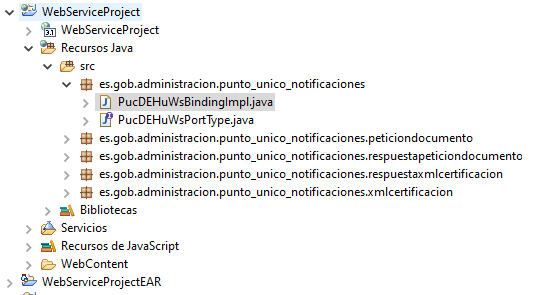 WebServiceProject
WebServiceProject
Recursos Java
src
es.gob.administracion.punto_unico_notificaciones
PucDEHuWsBindingImpl.java
PucDEHuWsPortType.java
es.gob.administracion.punto_unico_notificaciones.peticiondocumento
es.gob.administracion.punto_unico_notificaciones.respuestapeticiondocumento
es.gob.administracion.punto_unico_notificaciones.respuestaxmlcertificacion
es.gob.administracion.punto_unico_notificaciones.xmlcertificacion
Bibliotecas
Servicios
Recursos de JavaScript
WebContent
WebServiceProjectEAR